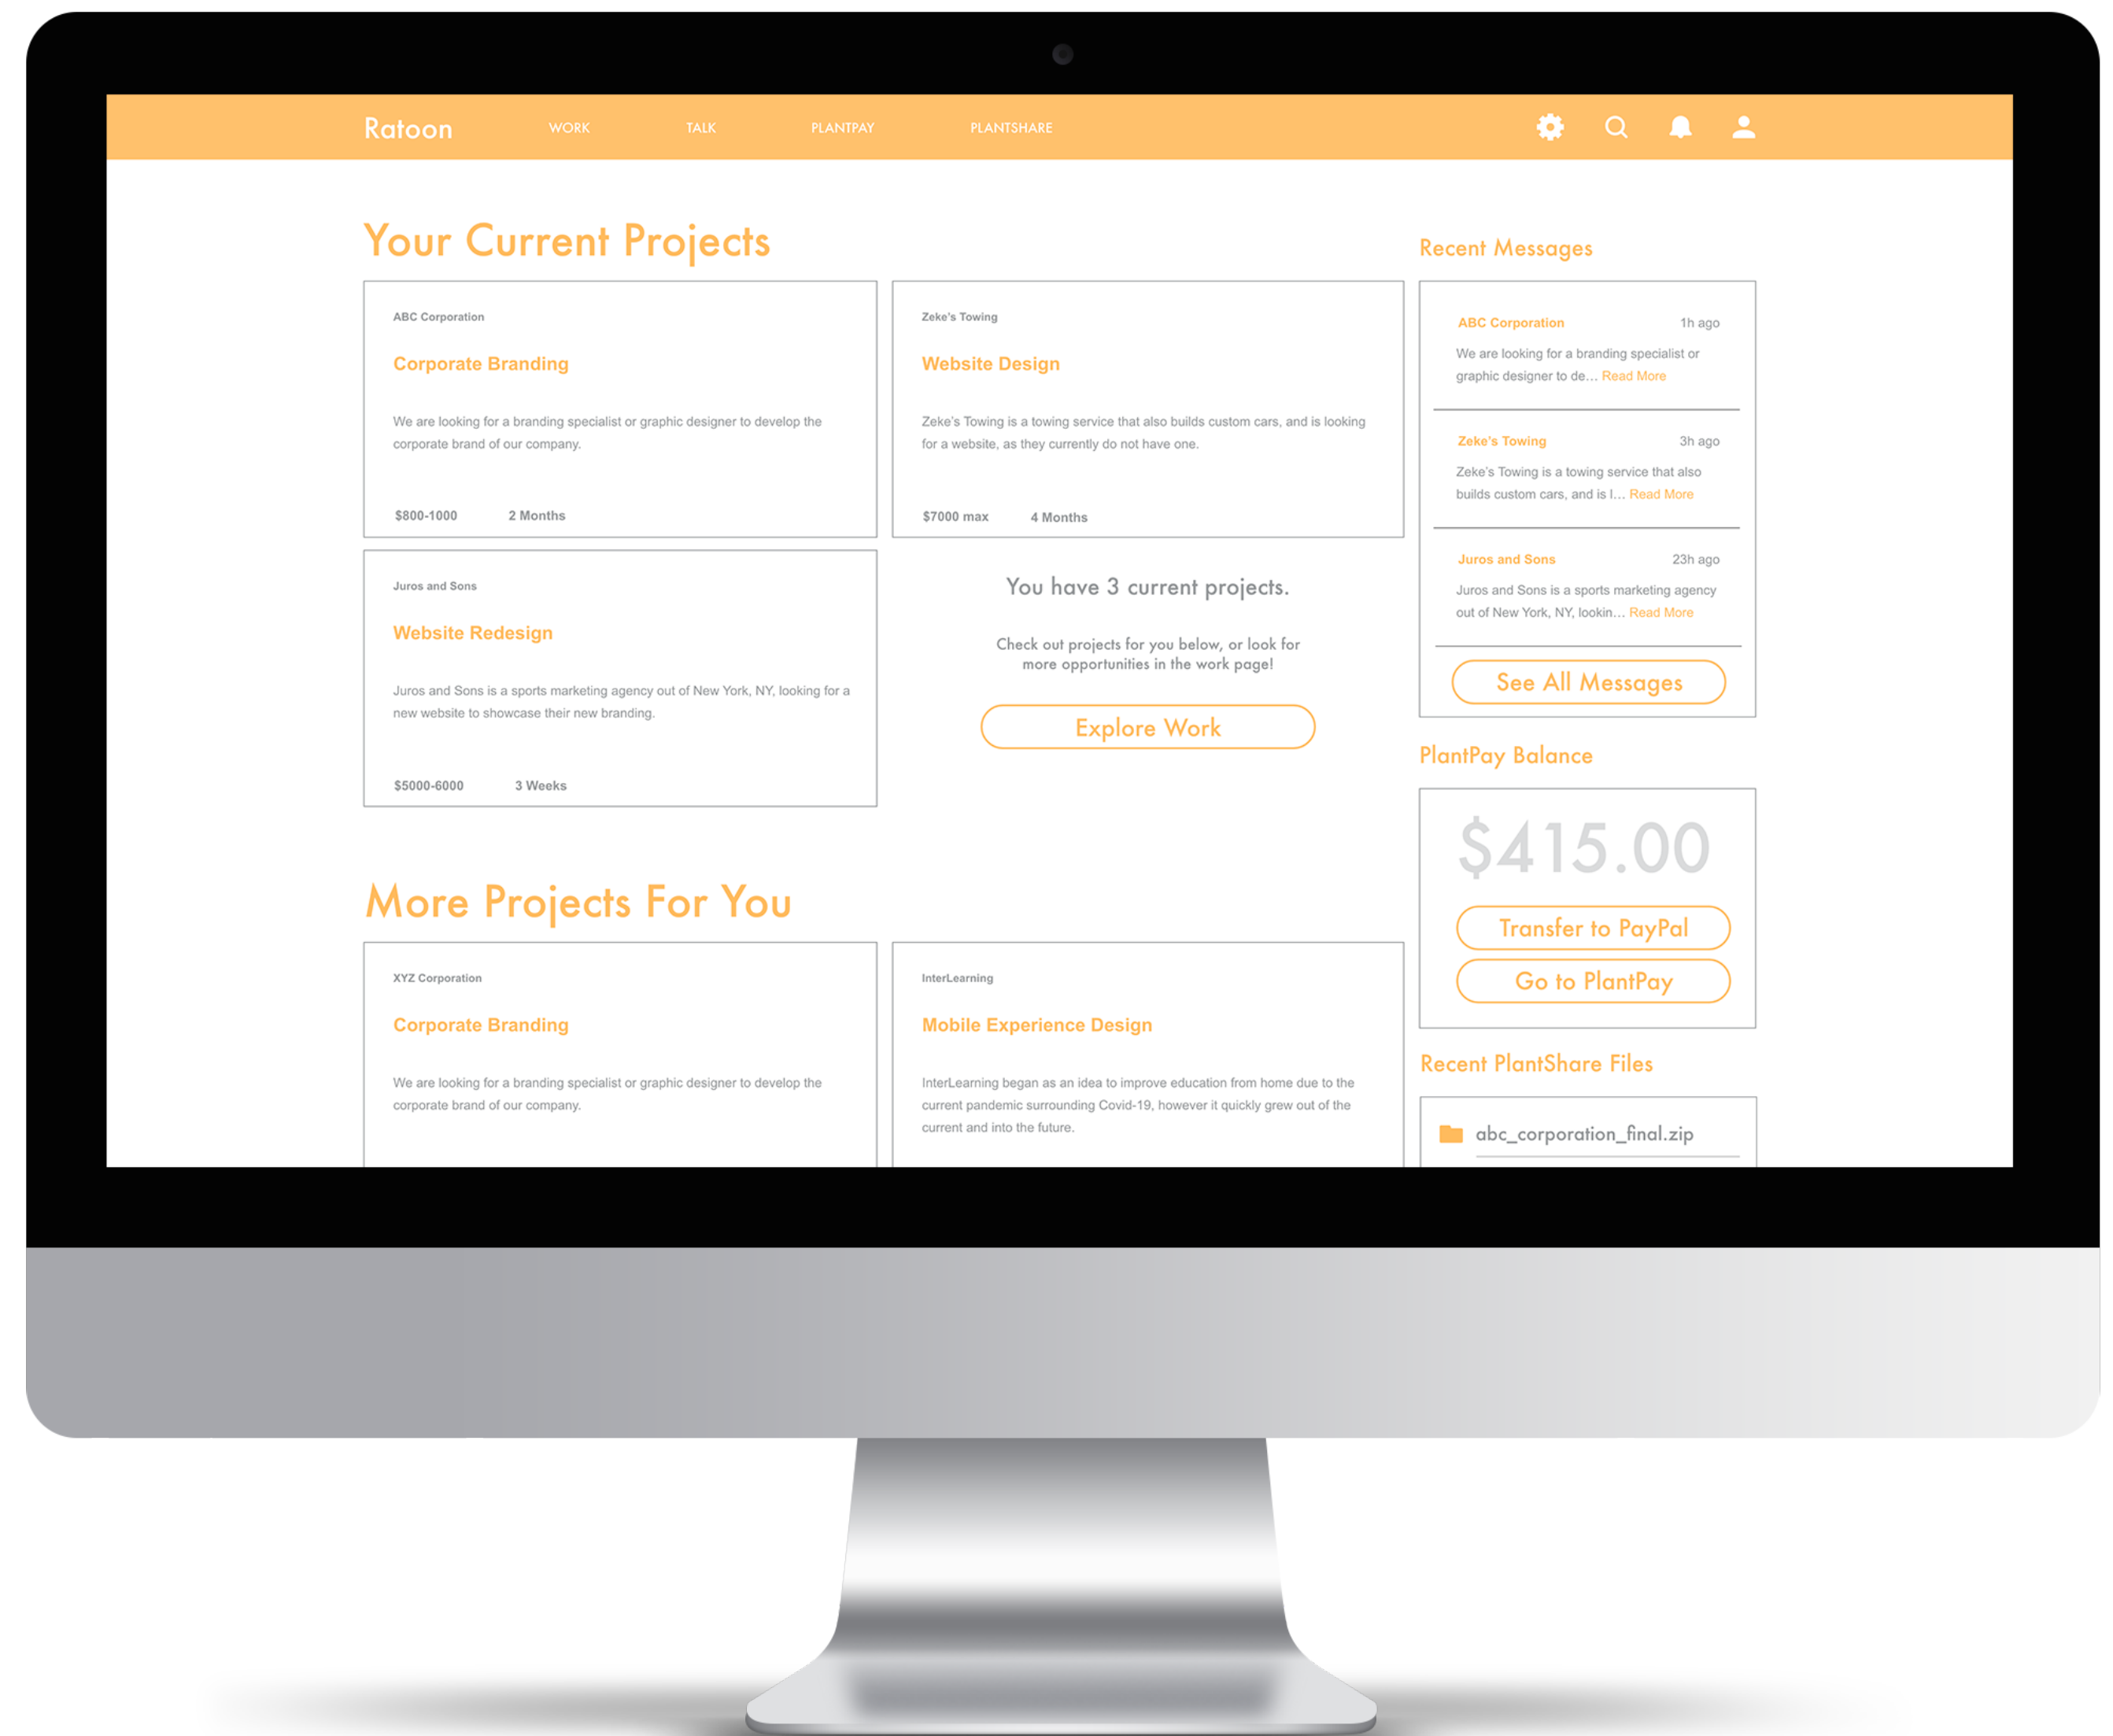 Ratoon WORK TALK PLANTPAY PLANTSHARE
Your Current Projects
ABC Corporation
Corporate Branding
We are looking for a branding specialist or graphic designer to develop the
corporate brand of our company.
$800-1000 2 Months
Zeke's Towing
Website Design
Zeke's Towing is a towing service that also builds custom cars, and is looking
for a website, as they currently do not have one.
$7000 max 4 Months
Juros and Sons
Website Redesign
Juros and Sons is a sports marketing agency out of New York, NY, looking for a
new website to showcase their new branding.
$5000-6000 3 Weeks
You have 3 current projects.
Check out projects for you below, or look for
more opportunities in the work page!
Explore Work
More Projects For You
XYZ Corporation
Corporate Branding
We are looking for a branding specialist or graphic designer to develop the
corporate brand of our company.
InterLearning
Mobile Experience Design
InterLearning began as an idea to improve education from home due to the
current pandemic surrounding Covid-19, however it quickly grew out of the
current and into the future.
Recent Messages
ABC Corporation 1h ago
We are looking for a branding specialist or
graphic designer to de... Read More
Zeke's Towing 3h ago
Zeke's Towing is a towing service that also
builds custom cars, and is l... Read More
Juros and Sons 23h ago
Juros and Sons is a sports marketing agency
out of New York, NY, lookin... Read More
See All Messages
PlantPay Balance
$415.00
Transfer to PayPal
Go to PlantPay
Recent PlantShare Files
abc_corporation_final.zip